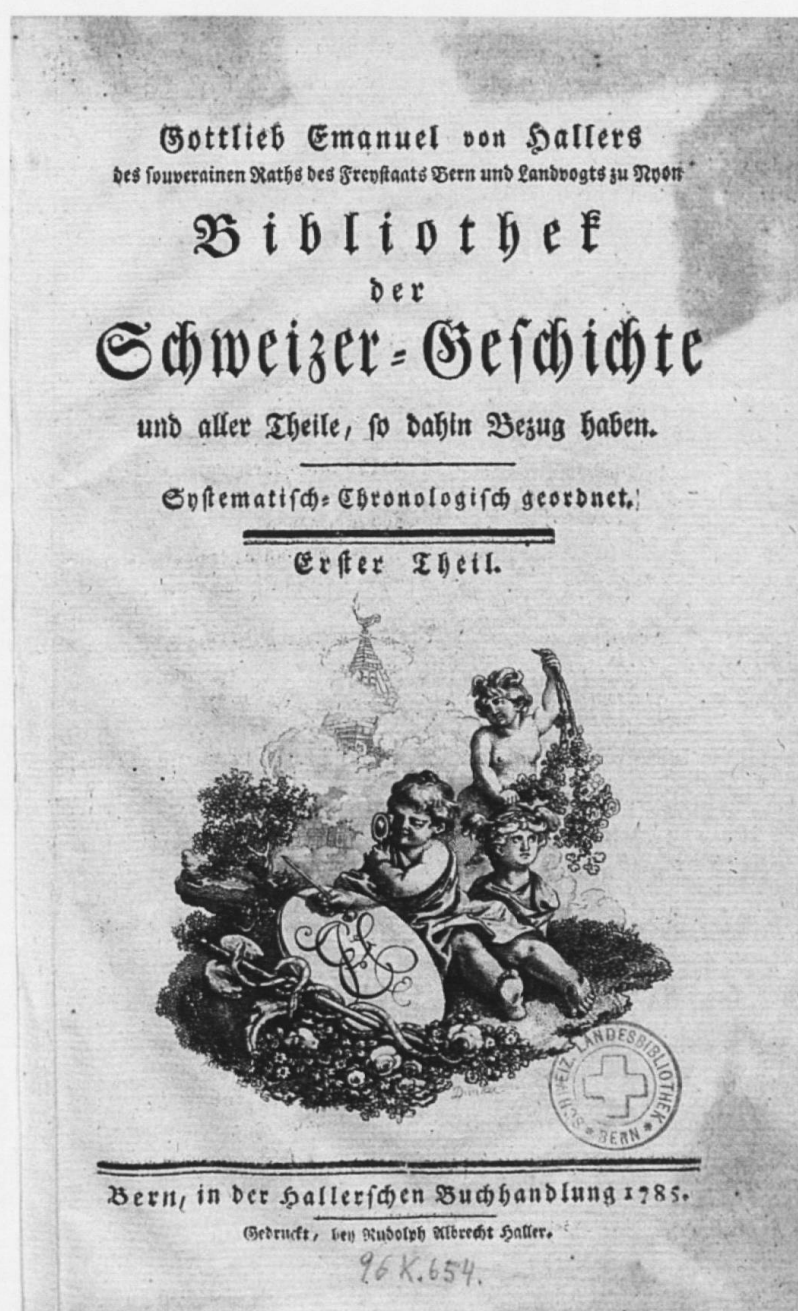 Gottlieb Emanuel von Hallers
des souverainen Raths des Freystaats Bern und Landvogts zu Nyon
Bibliothek
der
Schweizer-Geschichte
und aller Theile, so dahin Bezug haben.
Systematisch-Chronologisch geordnet.
Erster Theil.
SCHWEIZ. LANDESBIBLIOTHEK
* BERN *
Bern, in der Hallerschen Buchhandlung 1785.
Gedruckt, bey Rudolph Albrecht Haller.
96 K.654.